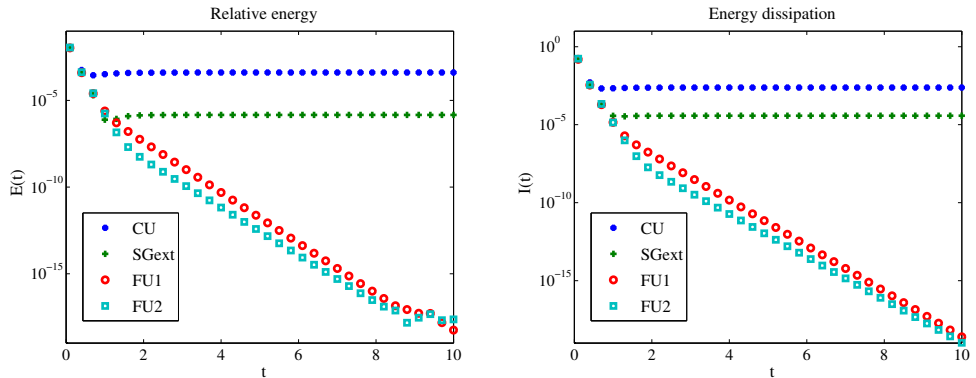 Relative energy
E(t)
10^-5
10^-10
10^-15
CU
SGext
FU1
FU2
0 2 4 6 8 10
t
Energy dissipation
I(t)
10^0
10^-5
10^-10
10^-15
CU
SGext
FU1
FU2
0 2 4 6 8 10
t